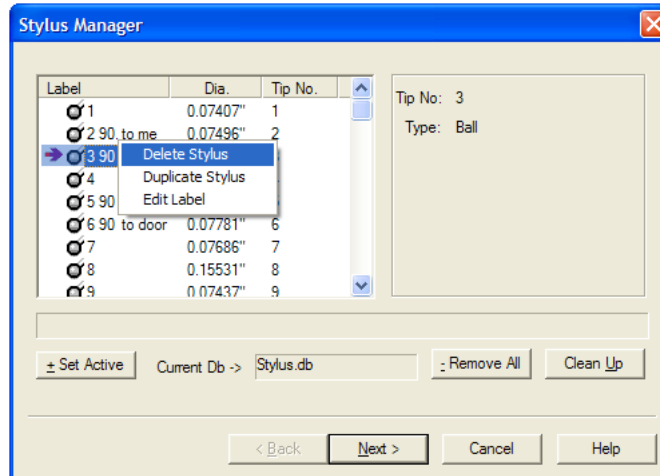 Stylus Manager
Label Dia. Tip No.
1 0.07407" 1
2 90, to me 0.07496" 2
3 90
4
5 90
6 90 to door 0.07781" 6
7 0.07686" 7
8 0.15531" 8
9 0.07437" 9
Delete Stylus
Duplicate Stylus
Edit Label
Tip No: 3
Type: Ball
+ Set Active Current Db -> Stylus.db - Remove All Clean Up
< Back Next > Cancel Help